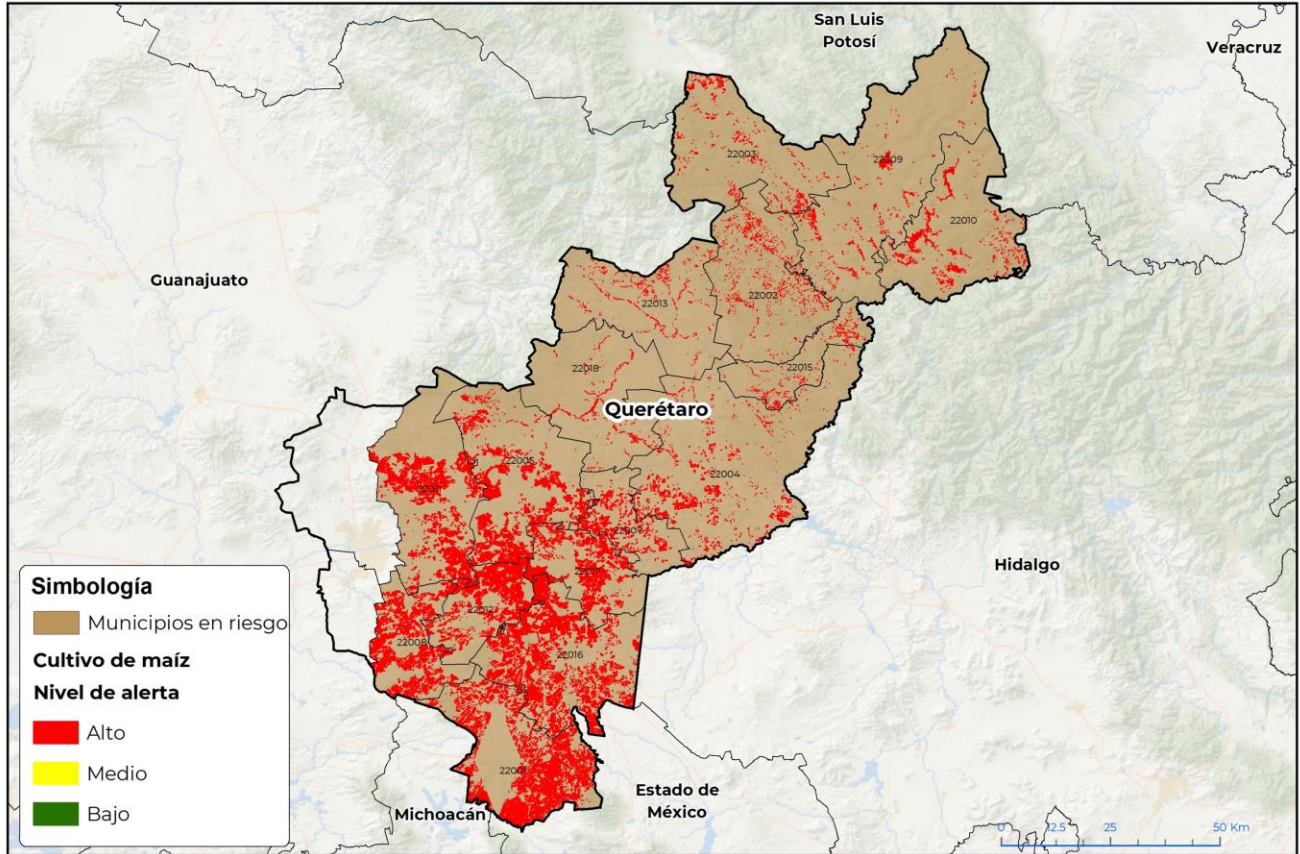 San Luis
Potosí
Veracruz
22003
22009
22010
Guanajuato
22013
22002
22018
22015
Querétaro
22005
22004
Hidalgo
22012
22008
22016
Estado de
México
Michoacán
Simbología
Municipios en riesgo
Cultivo de maíz
Nivel de alerta
Alto
Medio
Bajo
0 12.5 25 50 Km